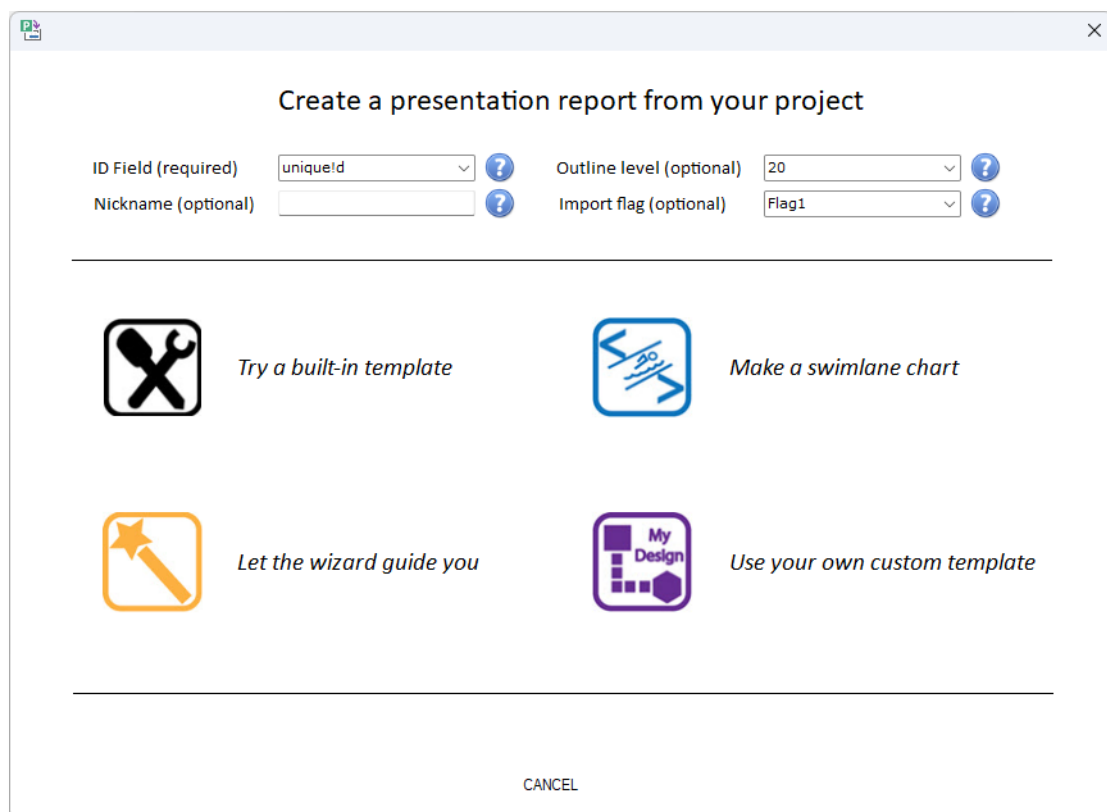 Create a presentation report from your project
ID Field (required) unique!d ? Outline level (optional) 20 ?
Nickname (optional) ? Import flag (optional) Flag1 ?
Try a built-in template
Make a swimlane chart
Let the wizard guide you
My
Design
Use your own custom template
CANCEL